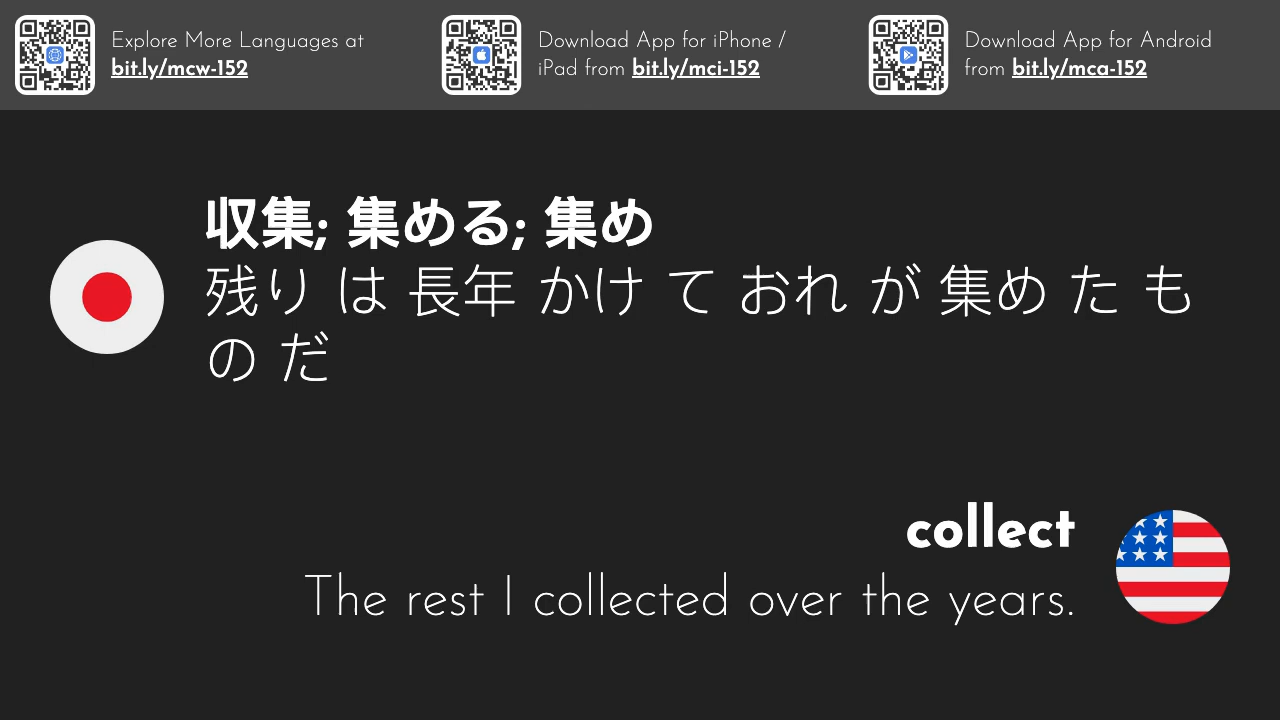 Explore More Languages at
bit.ly/mcw-152
Download App for iPhone /
iPad from bit.ly/mci-152
Download App for Android
from bit.ly/mca-152
収集; 集める; 集め
残り は 長年 かけ て おれ が 集め た も
の だ
collect
The rest I collected over the years.